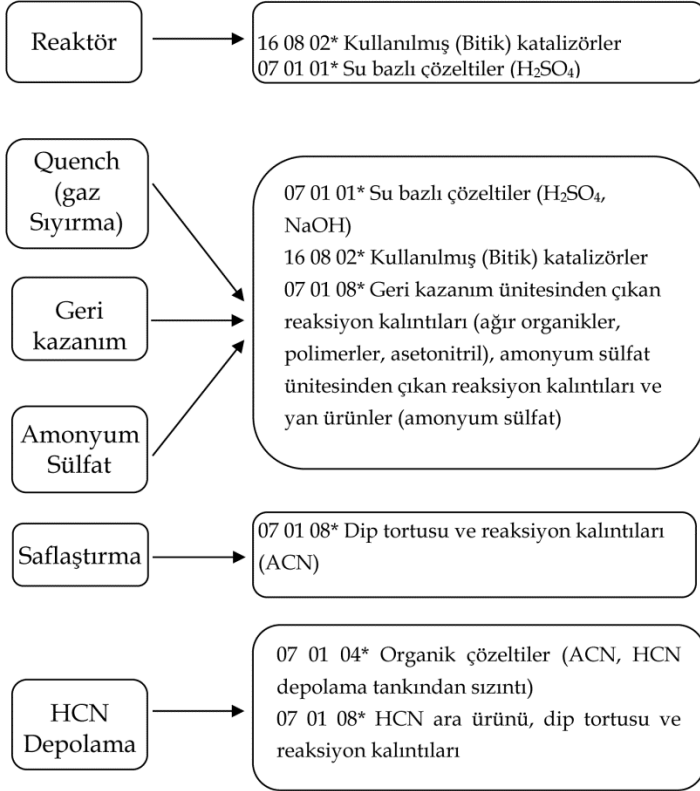 Reaktör
16 08 02* Kullanılmış (Bitik) katalizörler
07 01 01* Su bazlı çözeltiler (H₂SO₄)
Quench
(gaz
Sıyırma)
Geri
kazanım
Amonyum
Sülfat
07 01 01* Su bazlı çözeltiler (H₂SO₄,
NaOH)
16 08 02* Kullanılmış (Bitik) katalizörler
07 01 08* Geri kazanım ünitesinden çıkan
reaksiyon kalıntıları (ağır organikler,
polimerler, asetonitril), amonyum sülfat
ünitesinden çıkan reaksiyon kalıntıları ve
yan ürünler (amonyum sülfat)
Saflaştırma
07 01 08* Dip tortusu ve reaksiyon kalıntıları
(ACN)
HCN
Depolama
07 01 04* Organik çözeltiler (ACN, HCN
depolama tankından sızıntı)
07 01 08* HCN ara ürünü, dip tortusu ve
reaksiyon kalıntıları